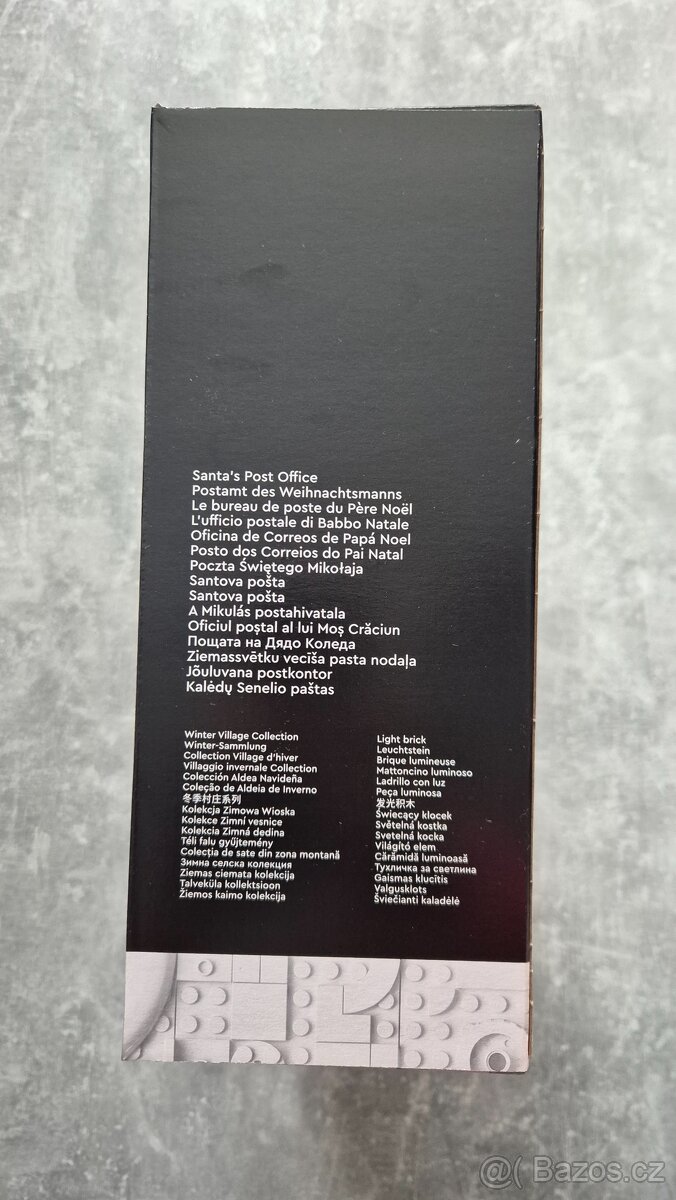 Santa's Post Office
Postamt des Weihnachtsmanns
Le bureau de poste du Père Noël
L'ufficio postale di Babbo Natale
Oficina de Correos de Papá Noel
Posto dos Correios do Pai Natal
Poczta Świętego Mikołaja
Santova pošta
Santova pošta
A Mikulás postahivatala
Oficiul poștal al lui Moș Crăciun
Пощата на Дядо Коледа
Ziemassvētku vecīša pasta nodaļa
Jõuluvana postkontor
Kalėdų Senelio paštas
Winter Village Collection
Winter-Sammlung
Collection Village d'hiver
Villaggio invernale Collection
Colección Aldea Navideña
Coleção de Aldeia de Inverno
冬季村庄系列
Kolekcja Zimowa Wioska
Kolekce Zimní vesnice
Kolekcia Zimná dedina
Téli falu gyűjtemény
Colecția de sate din zona montană
Зимна селска колекция
Ziemas ciemata kolekcija
Talveküla kollektsioon
Žiemos kaimo kolekcija
Light brick
Leuchtstein
Brique lumineuse
Mattoncino luminoso
Ladrillo con luz
Peça luminosa
发光积木
Świecący klocek
Světelná kostka
Svetelná kocka
Világító elem
Cărămidă luminoasă
Тухличка за светлина
Gaismas klucītis
Valgusklots
Šviečianti kaladėlė
@( Bazos.cz